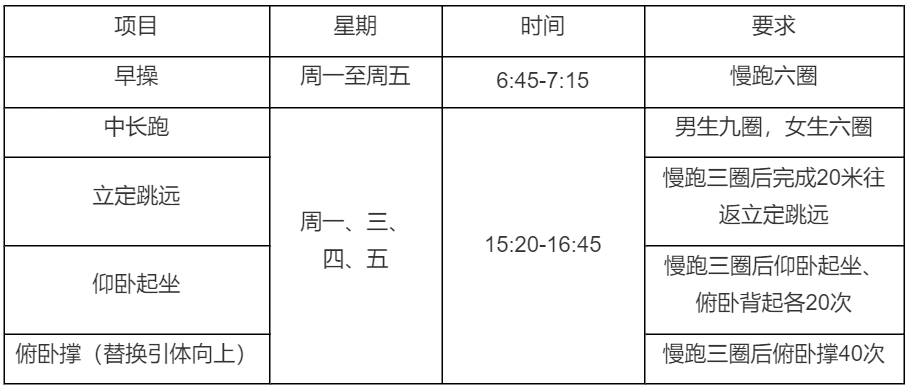 项目 星期 时间 要求
早操 周一至周五 6:45-7:15 慢跑六圈
中长跑 男生九圈，女生六圈
立定跳远 慢跑三圈后完成20米往
返立定跳远
周一、三、
四、五
15:20-16:45
仰卧起坐 慢跑三圈后仰卧起坐、
俯卧背起各20次
俯卧撑（替换引体向上） 慢跑三圈后俯卧撑40次